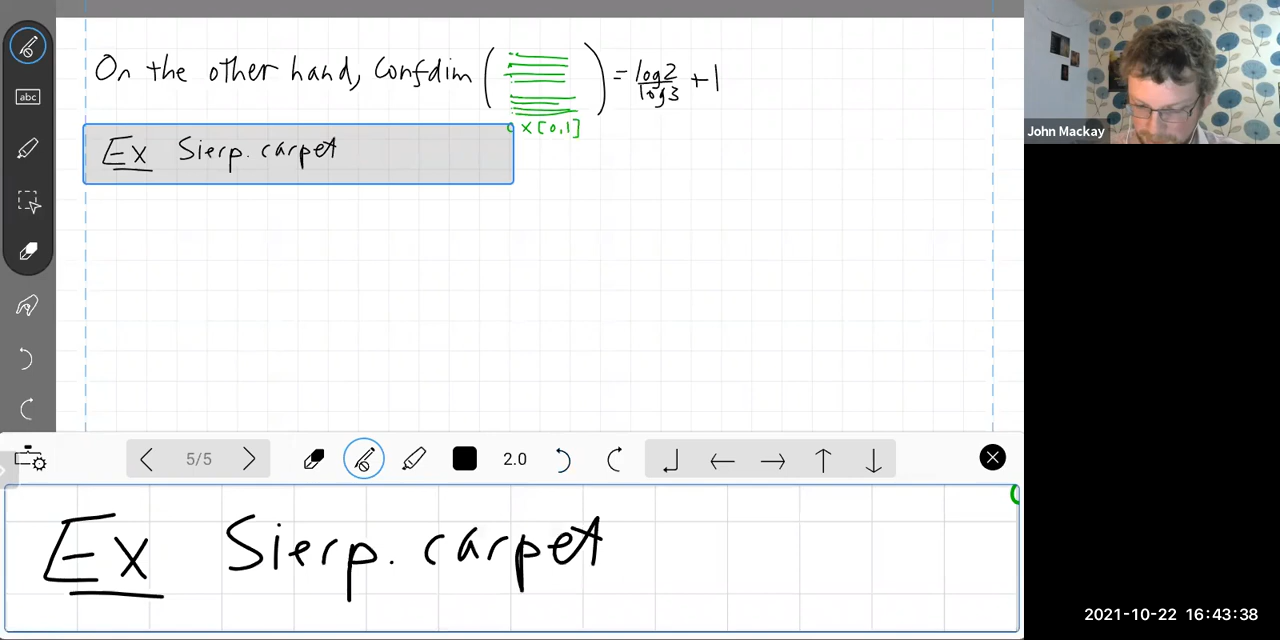 On the other hand, Confdim ( ) = log2/log3 + 1
C × [0,1]
Ex Sierp. carpet
abc
John Mackay
5/5
2.0
Ex Sierp. carpet
2021-10-22 16:43:38